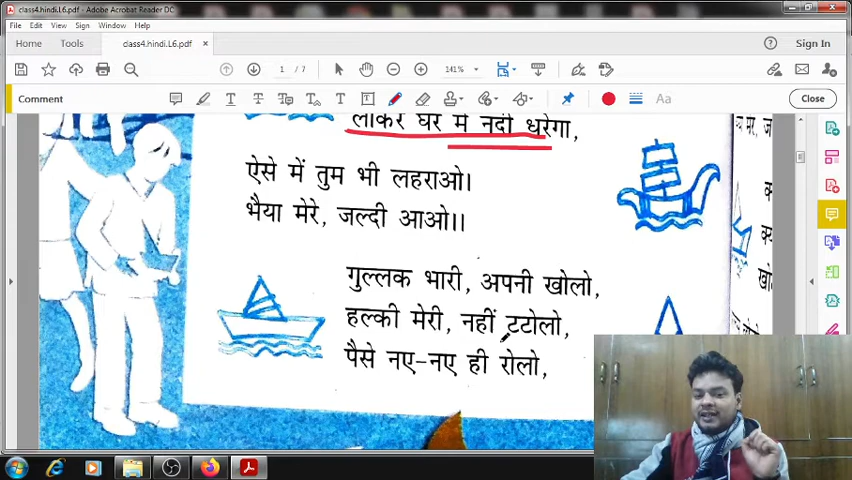 class4.hindi.L6.pdf - Adobe Acrobat Reader DC
File Edit View Sign Window Help
Home Tools class4.hindi.L6.pdf × Sign In
1 / 7 141%
Comment Aa Close
लाकर घर में नदी धरेगा,
ऐसे में तुम भी लहराओ।
भैया मेरे, जल्दी आओ।।
गुल्लक भारी, अपनी खोलो,
हल्की मेरी, नहीं टटोलो,
पैसे नए-नए ही रोलो,